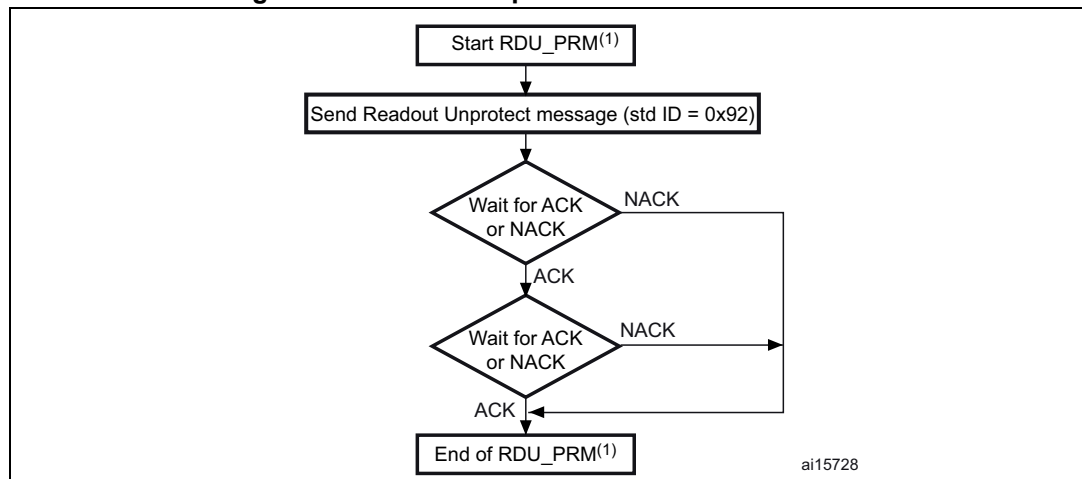 Start RDU_PRM(1)
Send Readout Unprotect message (std ID = 0x92)
Wait for ACK
or NACK
NACK
ACK
Wait for ACK
or NACK
NACK
ACK
End of RDU_PRM(1)
ai15728